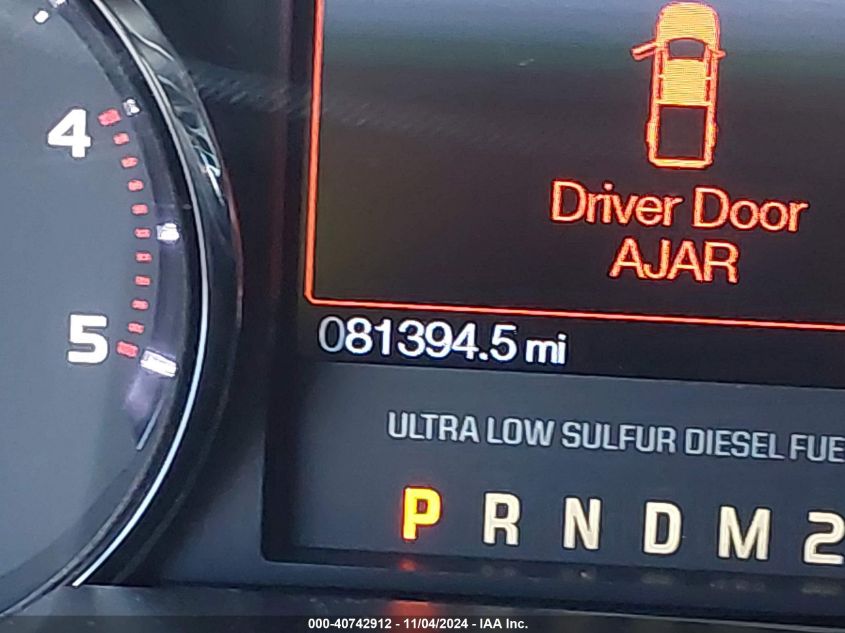 4
5
Driver Door
AJAR
081394.5 mi
ULTRA LOW SULFUR DIESEL FUE
P R N D M 2
000-40742912 - 11/04/2024 - IAA Inc.